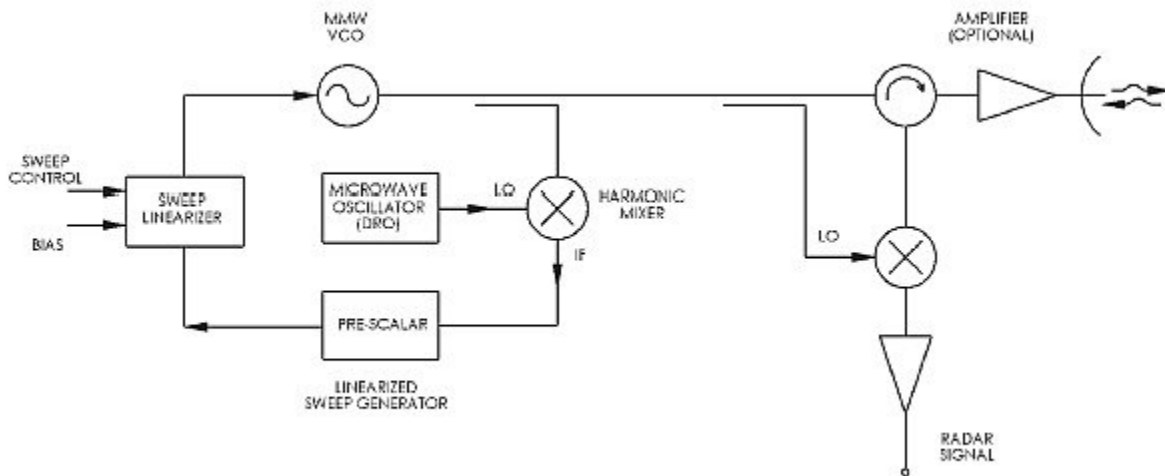 MMW
VCO
AMPLIFIER
(OPTIONAL)
SWEEP
CONTROL
SWEEP
LINEARIZER
BIAS
MICROWAVE
OSCILLATOR
(DRO)
LO
HARMONIC
MIXER
IF
LO
PRE-SCALAR
LINEARIZED
SWEEP GENERATOR
RADAR
SIGNAL